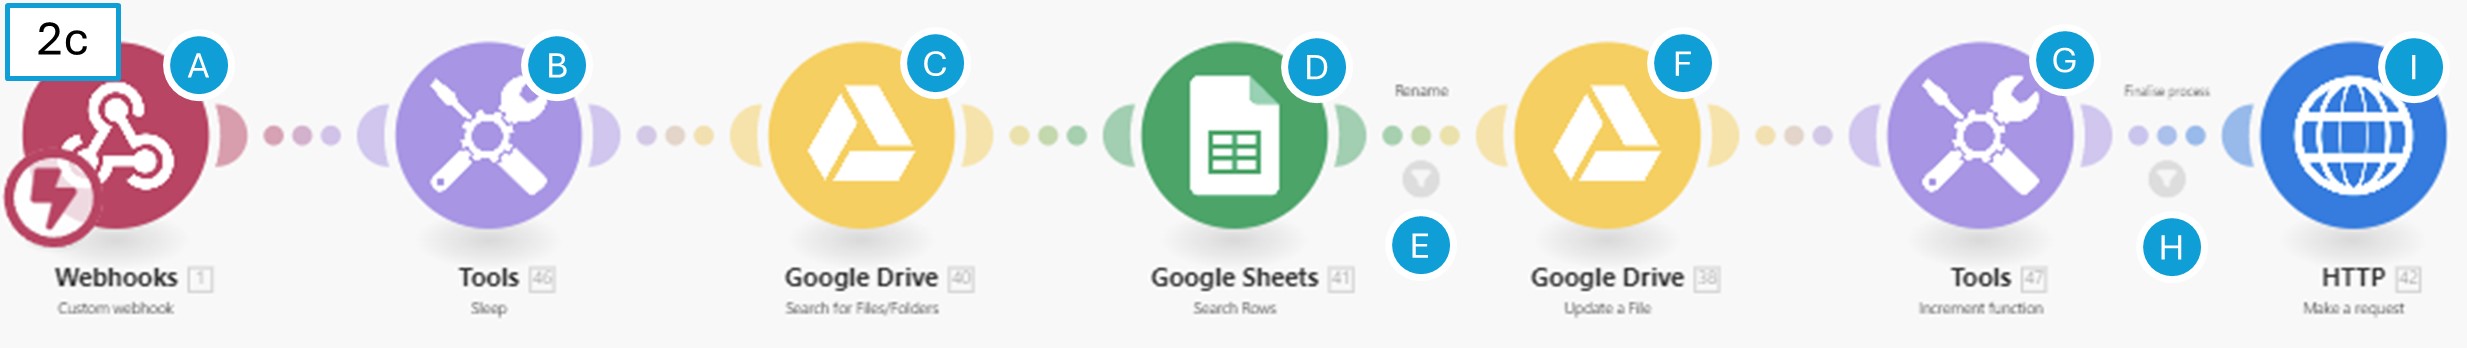 2c
A
B
C
D
F
G
I
Rename
Finalise process
E
H
Webhooks 1
Custom webhook
Tools 46
Sleep
Google Drive 40
Search for Files/Folders
Google Sheets 41
Search Rows
Google Drive 38
Update a File
Tools 47
Increment function
HTTP 42
Make a request